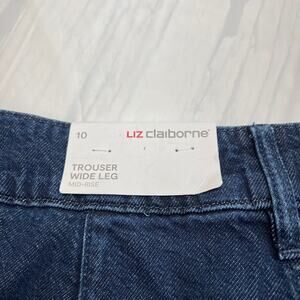 10 LIZ claiborne®
TROUSER
WIDE LEG
MID-RISE